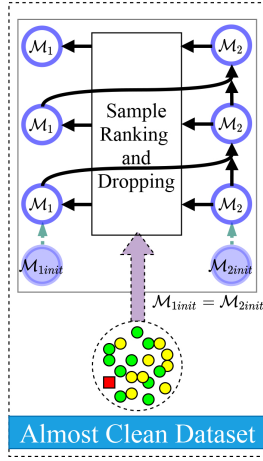 𝓜₁ 𝓜₂
Sample
Ranking
𝓜₁ and 𝓜₂
Dropping
𝓜₁ 𝓜₂
𝓜₁ᵢₙᵢₜ 𝓜₂ᵢₙᵢₜ
𝓜₁ᵢₙᵢₜ = 𝓜₂ᵢₙᵢₜ
Almost Clean Dataset